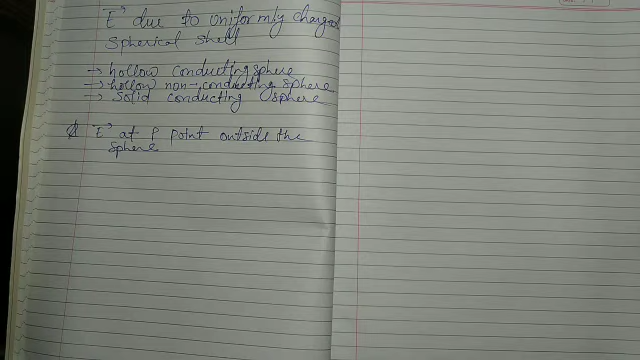 E→ due to uniformly charged
spherical shell
→ hollow conducting sphere
→ hollow non-conducting sphere
→ solid conducting sphere
E→ at P point outside the
sphere